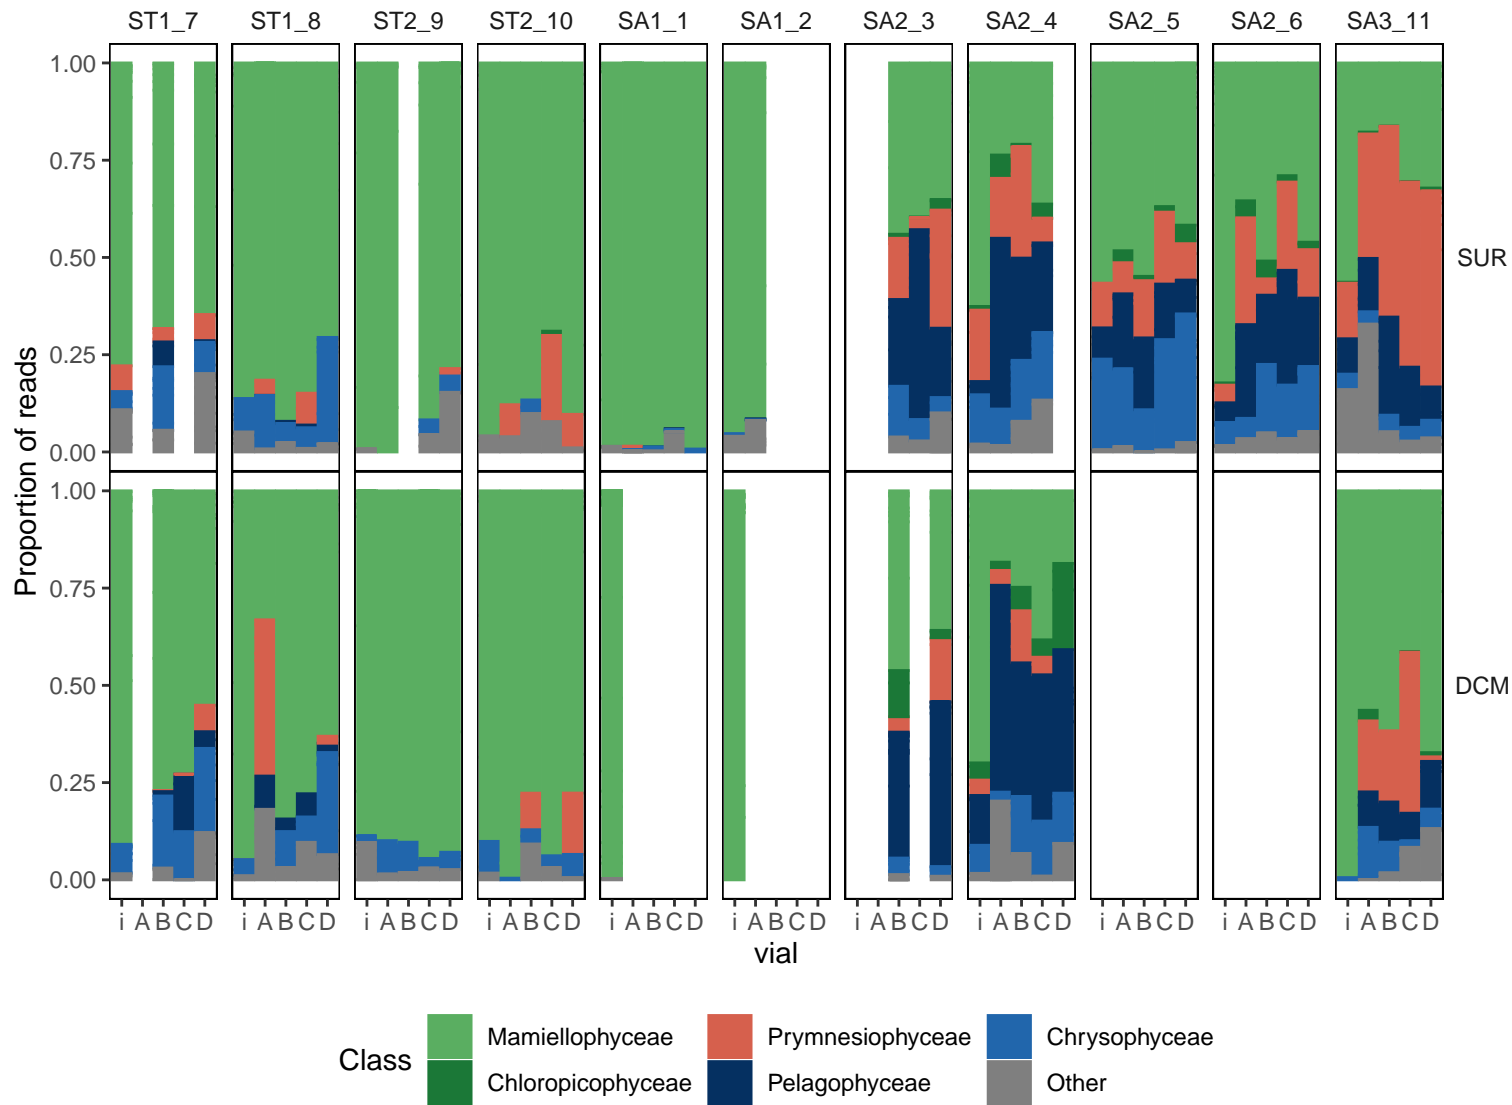 ST1_7 ST1_8 ST2_9 ST2_10 SA1_1 SA1_2 SA2_3 SA2_4 SA2_5 SA2_6 SA3_11
1.00
0.75
0.50
0.25
0.00
SUR
1.00
0.75
0.50
0.25
0.00
DCM
Proportion of reads
i A B C D i A B C D i A B C D i A B C D i A B C D i A B C D i A B C D i A B C D i A B C D i A B C D i A B C D
vial
Class
Mamiellophyceae Prymnesiophyceae Chrysophyceae
Chloropicophyceae Pelagophyceae Other